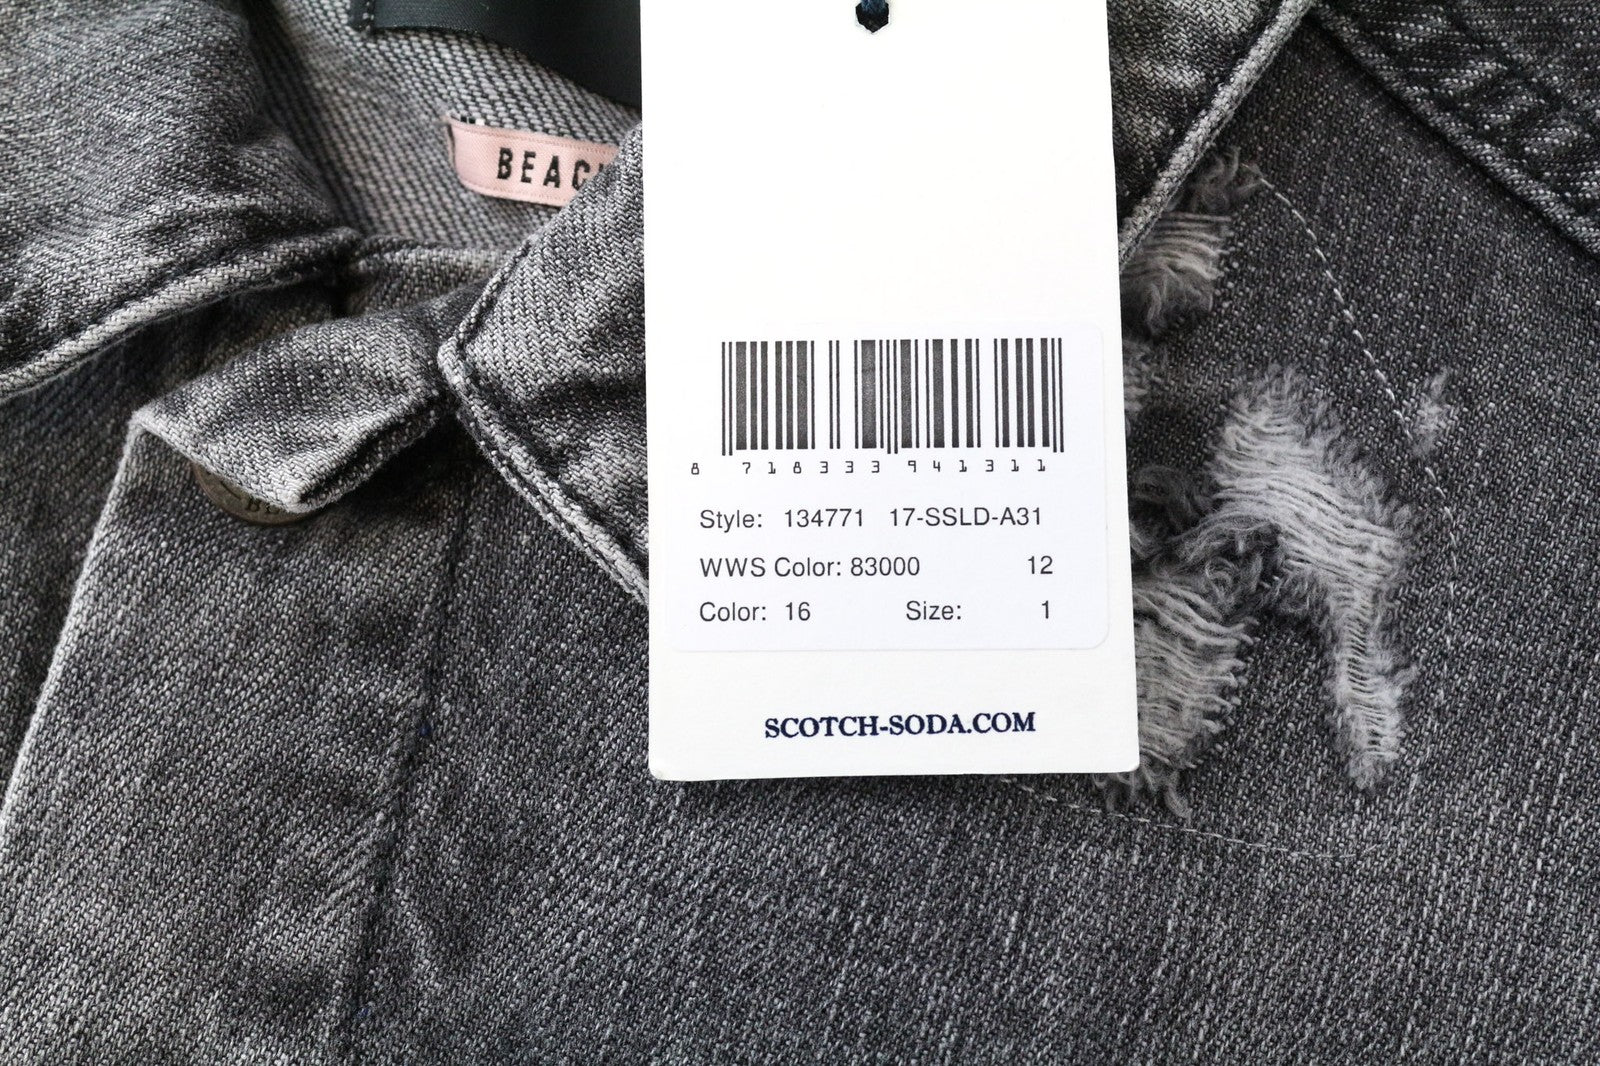 BEAC
8 718333 941311
Style: 134771 17-SSLD-A31
WWS Color: 83000 12
Color: 16 Size: 1
SCOTCH-SODA.COM